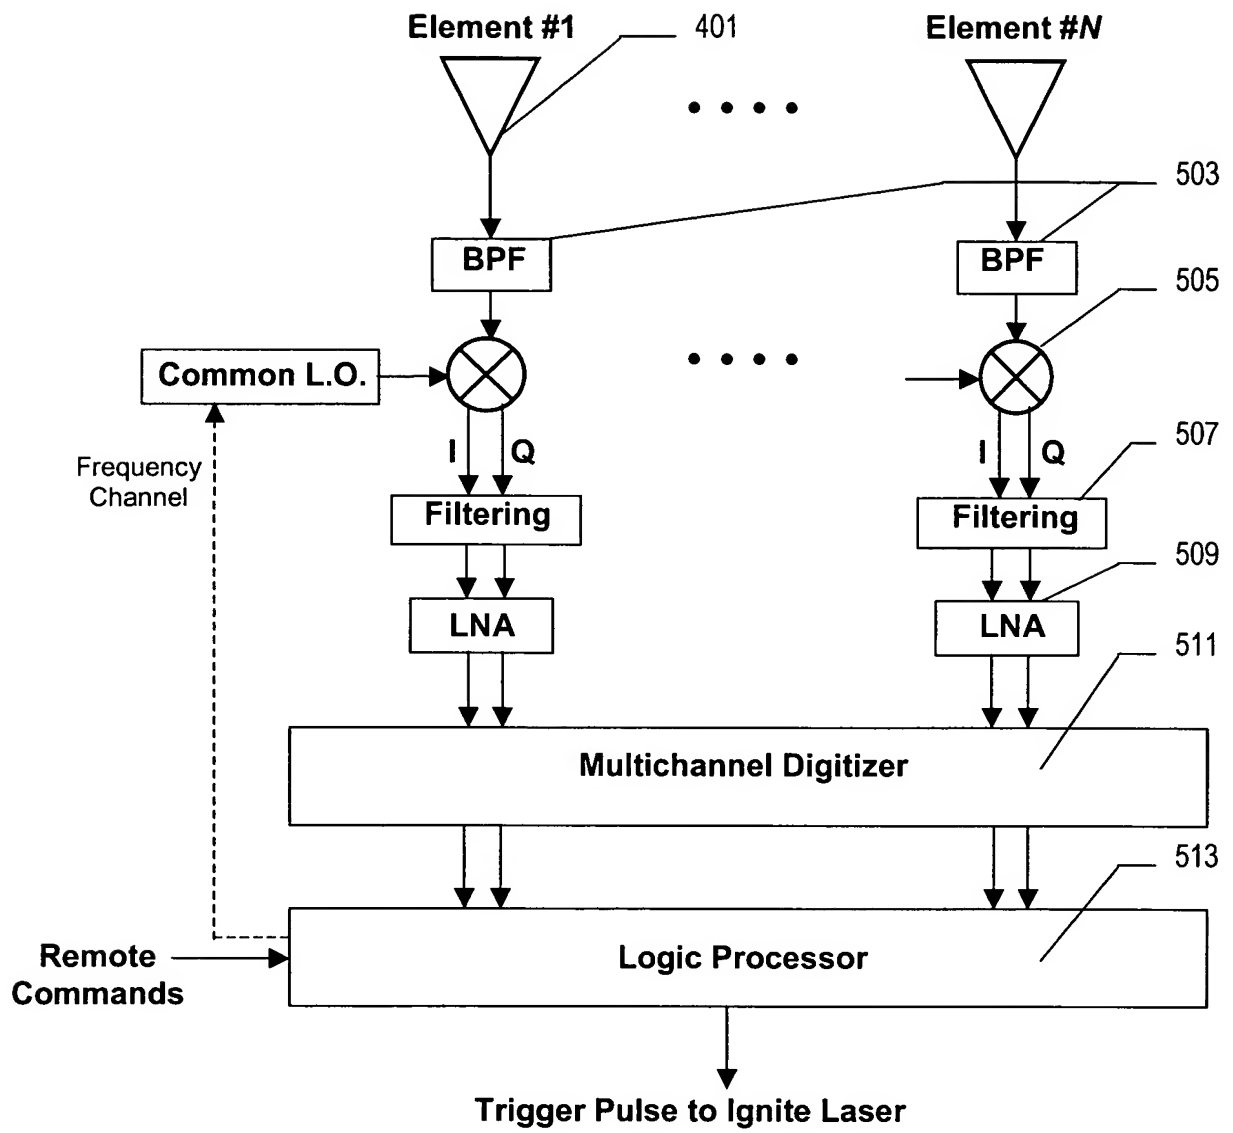 Element #1
401
Element #N
503
BPF
BPF
505
Common L.O.
507
I Q
I Q
Frequency
Channel
Filtering
Filtering
509
LNA
LNA
511
Multichannel Digitizer
513
Remote
Commands
Logic Processor
Trigger Pulse to Ignite Laser